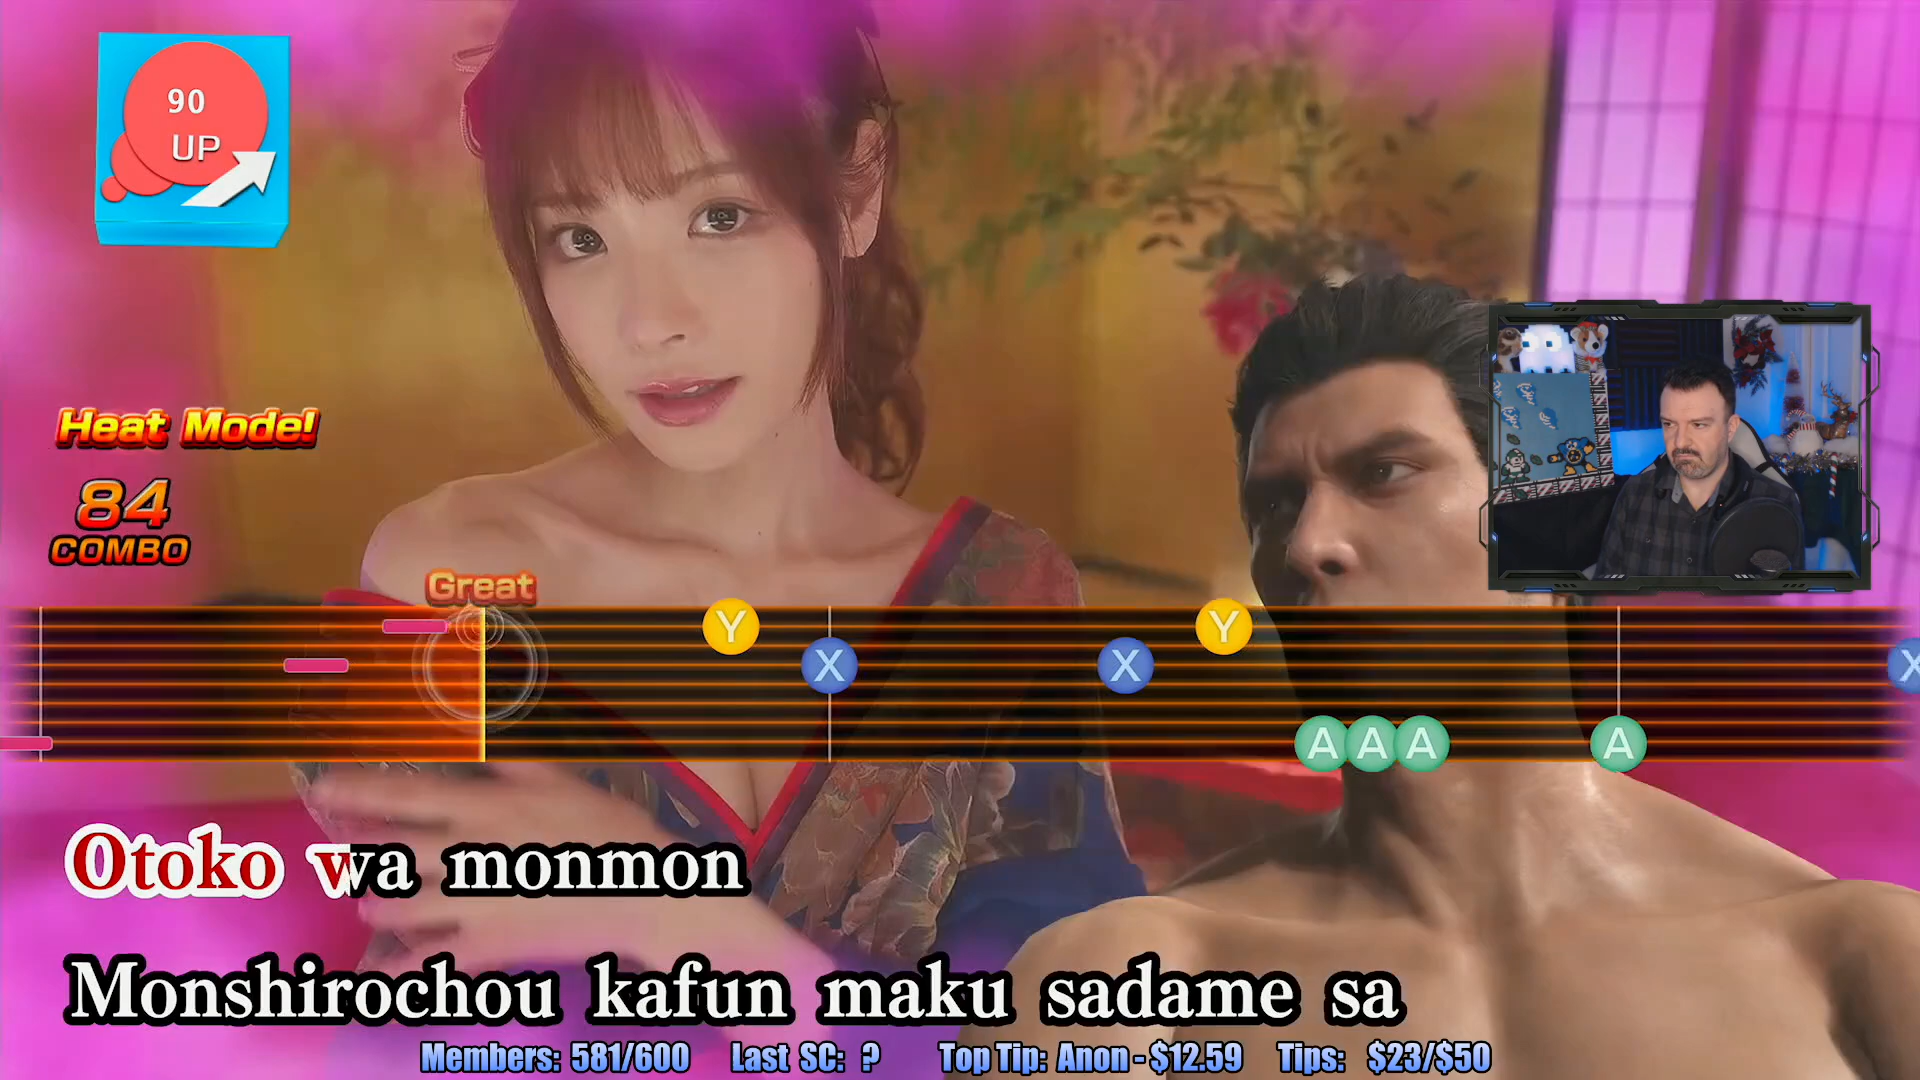 90
UP
Heat Mode!
84
COMBO
Great
Y Y
X X X
A A A A
Otoko wa monmon
Monshirochou kafun maku sadame sa
Members: 581/600 Last SC: ? Top Tip: Anon - $12.59 Tips: $23/$50